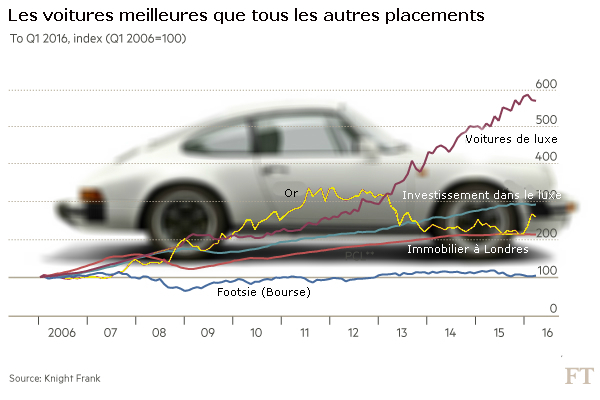 Les voitures meilleures que tous les autres placements
To Q1 2016, index (Q1 2006=100)
600
500
Voitures de luxe
400
Or
Investissement dans le luxe
200
Immobilier à Londres
100
Footsie (Bourse)
0
2006 07 08 09 10 11 12 13 14 15 16
Source: Knight Frank
FT